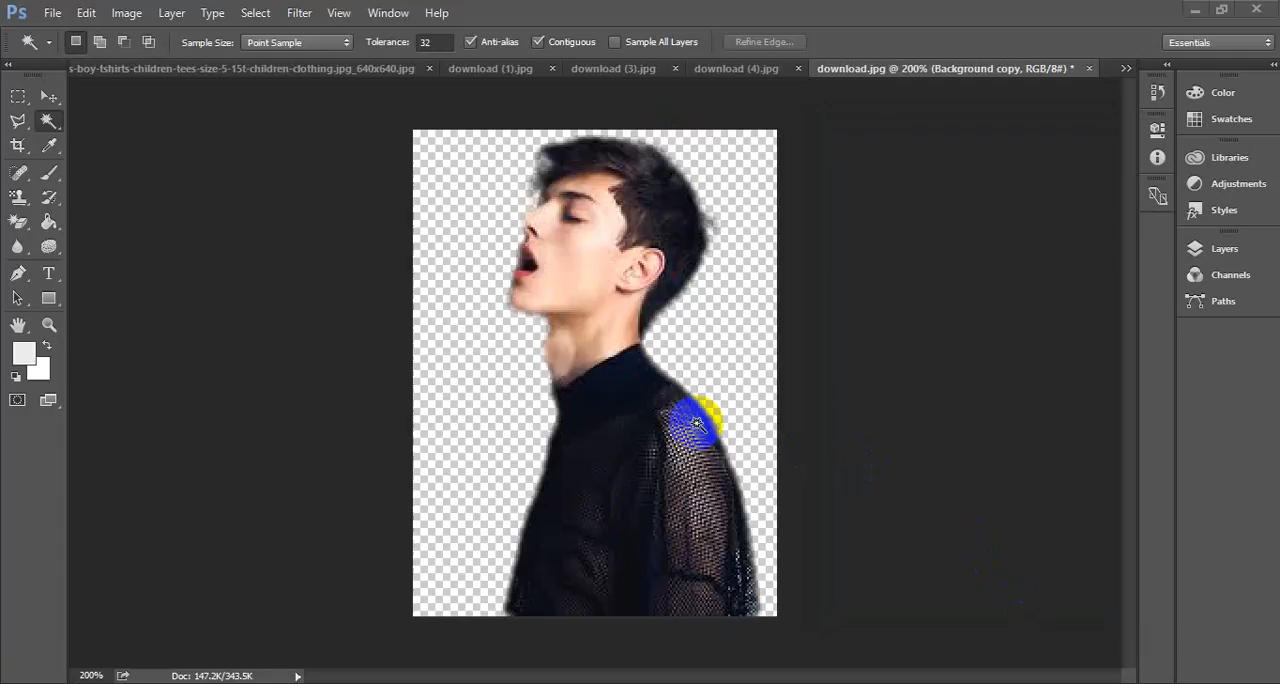 Ps File Edit Image Layer Type Select Filter View Window Help
Sample Size: Point Sample Tolerance: 32 Anti-alias Contiguous Sample All Layers Refine Edge... Essentials
s-boy-tshirts-children-tees-size-5-15t-children-clothing.jpg_640x640.jpg × download (1).jpg × download (3).jpg × download (4).jpg × download.jpg @ 200% (Background copy, RGB/8#) * ×
Color
Swatches
Libraries
Adjustments
Styles
Layers
Channels
Paths
200% Doc: 147.2K/343.5K